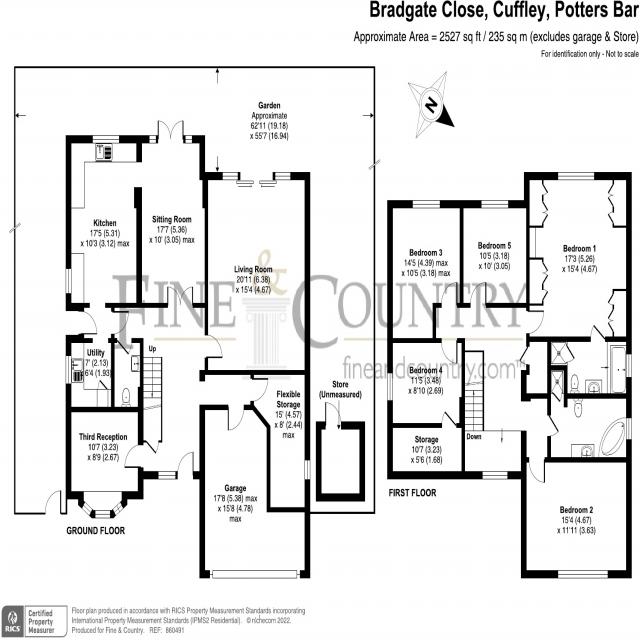 Bradgate Close, Cuffley, Potters Bar
Approximate Area = 2527 sq ft / 235 sq m (excludes garage & Store)
For identification only - Not to scale
Garden
Approximate
62'11 (19.18)
x 55'7 (16.94)
N
Kitchen
17'5 (5.31)
x 10'3 (3.12) max
Sitting Room
17'7 (5.36)
x 10' (3.05) max
Living Room
20'11 (6.38)
x 15'4 (4.67)
Utility
7' (2.13)
6'4 (1.93)
Up
Flexible
Storage
15' (4.57)
x 8' (2.44)
max
Store
(Unmeasured)
Third Reception
10'7 (3.23)
x 8'9 (2.67)
Garage
17'8 (5.38) max
x 15'8 (4.78)
max
GROUND FLOOR
Bedroom 3
14'5 (4.39) max
x 10'5 (3.18) max
Bedroom 5
10'5 (3.18)
x 10' (3.05)
Bedroom 1
17'3 (5.26)
x 15'4 (4.67)
Bedroom 4
11'5 (3.48)
x 8'10 (2.69)
Storage
10'7 (3.23)
x 5'6 (1.68)
Down
Bedroom 2
15'4 (4.67)
x 11'11 (3.63)
FIRST FLOOR
FINE & COUNTRY
fineandcountry.com™
RICS
Certified
Property
Measurer
Floor plan produced in accordance with RICS Property Measurement Standards incorporating
International Property Measurement Standards (IPMS2 Residential). © nichecom 2022.
Produced for Fine & Country. REF: 860491